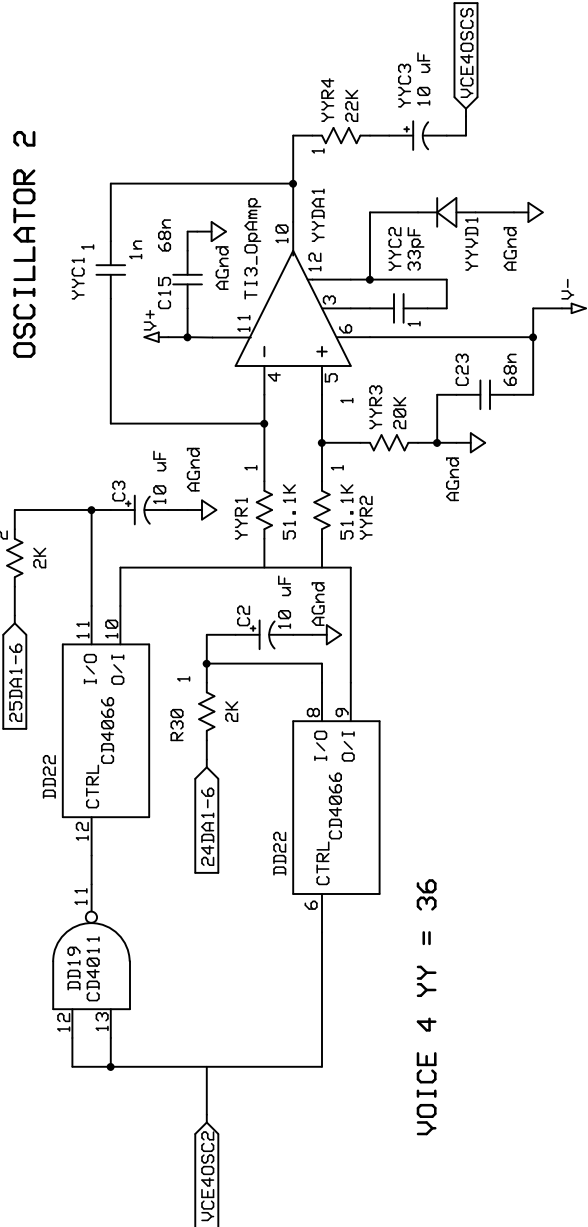 OSCILLATOR 2
YYC1
1
1n
V+
C15
68n
AGnd
TI3_OpAmp
10
YYDA1
11
4
5
12
3
6
1
YYR4
22K
1
YYC3
+
10 uF
VCE4OSCS
YYC2
33pF
1
YYVD1
AGnd
V-
C23
68n
AGnd
YYR3
20K
1
YYR1
51.1K
1
51.1K
YYR2
1
-
+
25DA1-6
2
2K
C3
+
10 uF
AGnd
DD22
CTRL
CD4066
I/O
O/I
11
10
12
24DA1-6
R30
2K
1
C2
+
10 uF
AGnd
DD22
CTRL
CD4066
I/O
O/I
8
9
6
DD19
CD4011
12
13
11
VCE4OSC2
VOICE 4 YY = 36